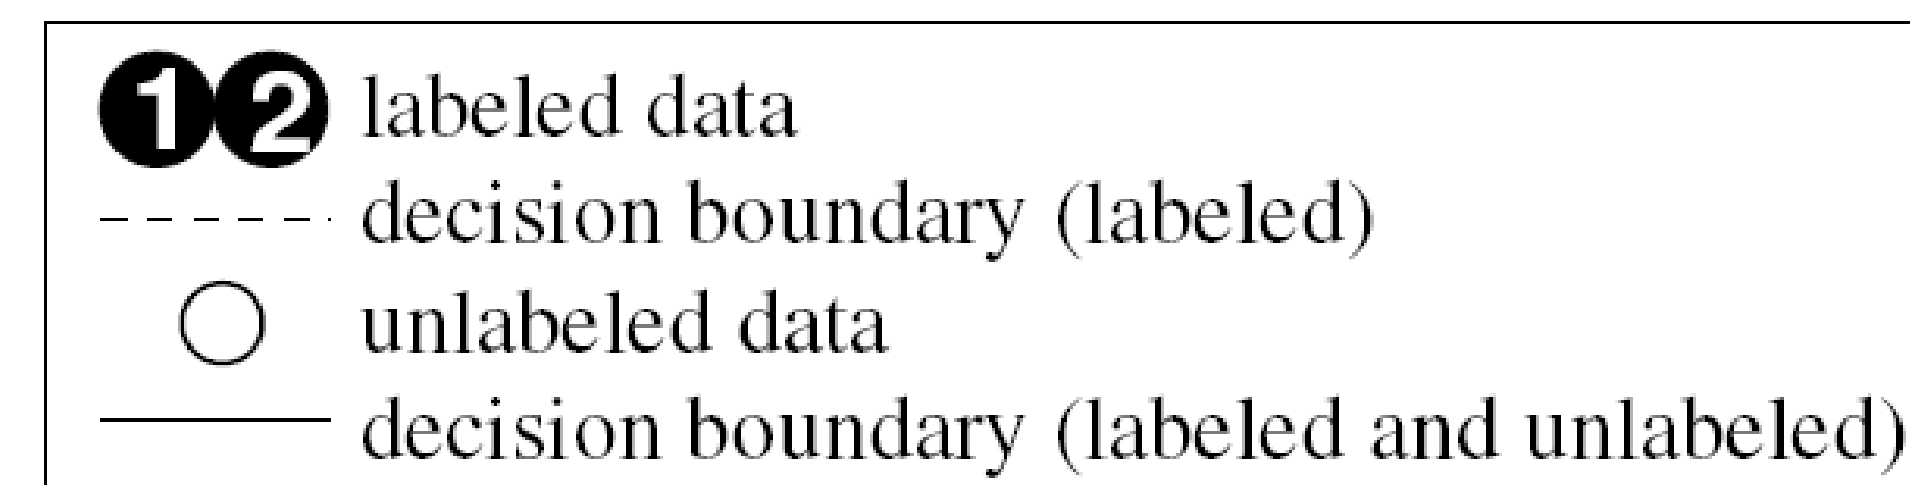 1 2 labeled data
decision boundary (labeled)
unlabeled data
decision boundary (labeled and unlabeled)